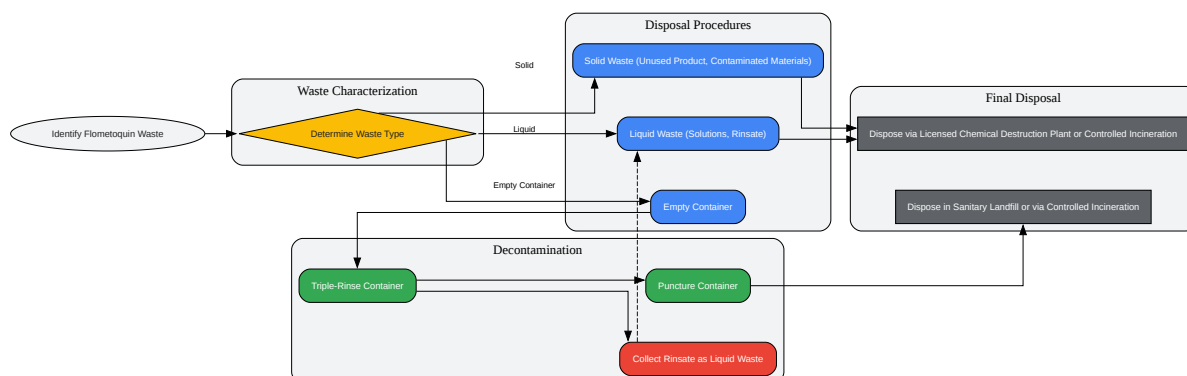 Disposal Procedures
Solid Waste (Unused Product, Contaminated Materials)
Solid
Waste Characterization
Final Disposal
Identify Flometoquin Waste
Determine Waste Type
Liquid
Liquid Waste (Solutions, Rinsate)
Dispose via Licensed Chemical Destruction Plant or Controlled Incineration
Empty Container
Empty Container
Dispose in Sanitary Landfill or via Controlled Incineration
Decontamination
Triple-Rinse Container
Puncture Container
Collect Rinsate as Liquid Waste